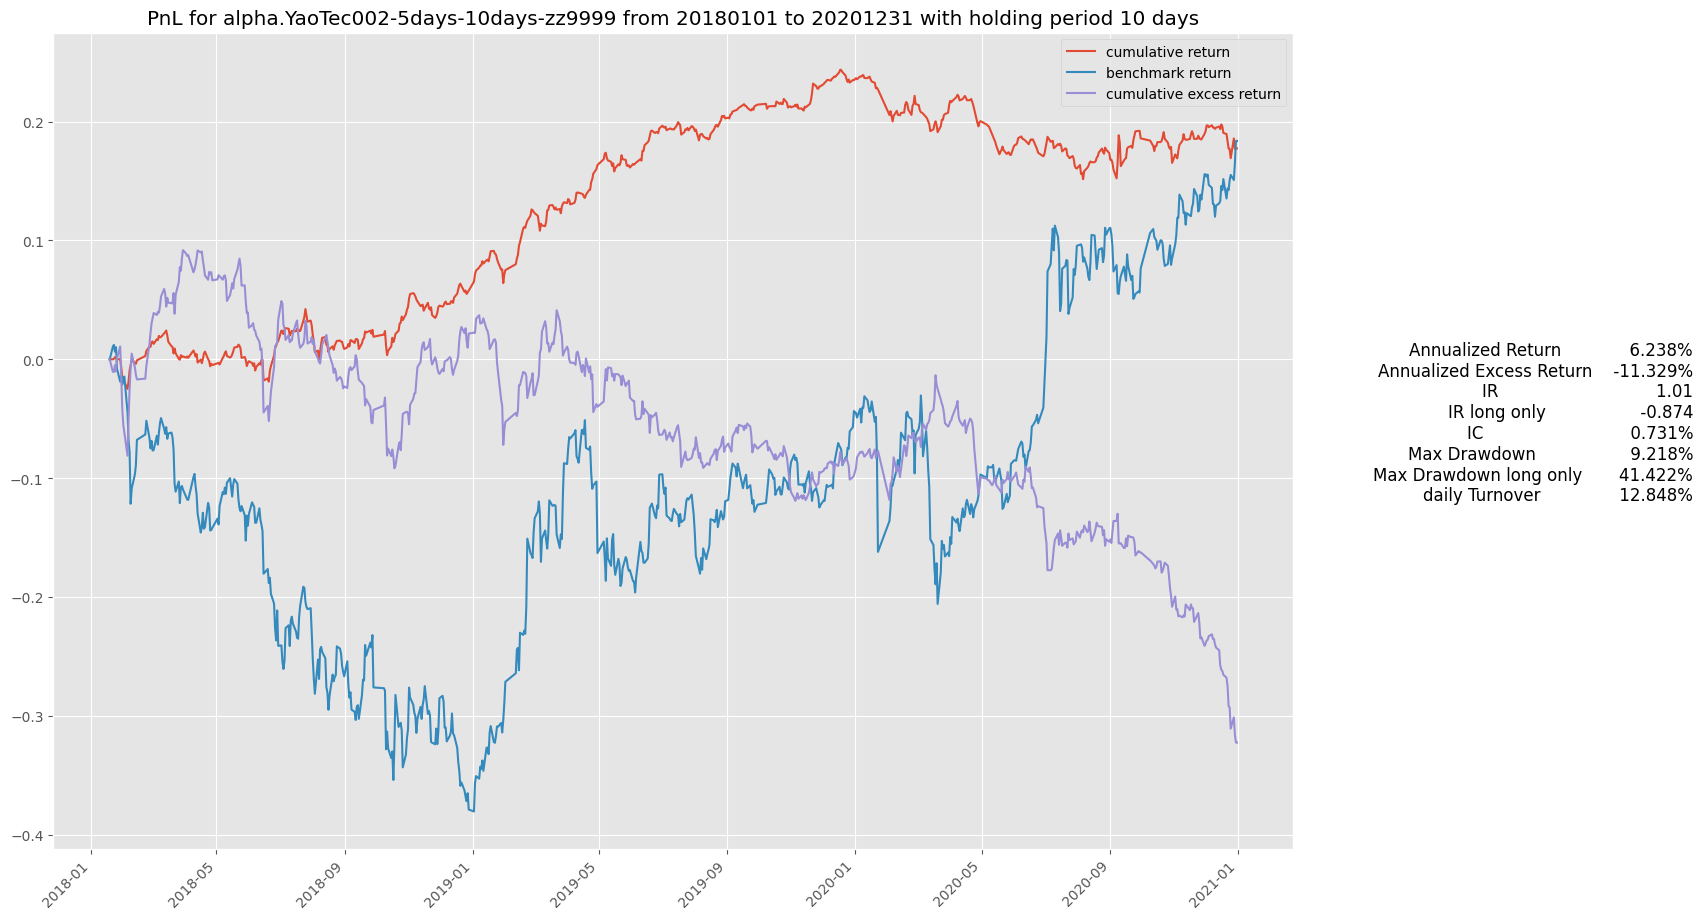 PnL for alpha.YaoTec002-5days-10days-zz9999 from 20180101 to 20201231 with holding period 10 days
cumulative return
benchmark return
cumulative excess return
0.2
0.1
0.0
−0.1
−0.2
−0.3
−0.4
2018-01
2018-05
2018-09
2019-01
2019-05
2019-09
2020-01
2020-05
2020-09
2021-01
Annualized Return 6.238%
Annualized Excess Return -11.329%
IR 1.01
IR long only -0.874
IC 0.731%
Max Drawdown 9.218%
Max Drawdown long only 41.422%
daily Turnover 12.848%